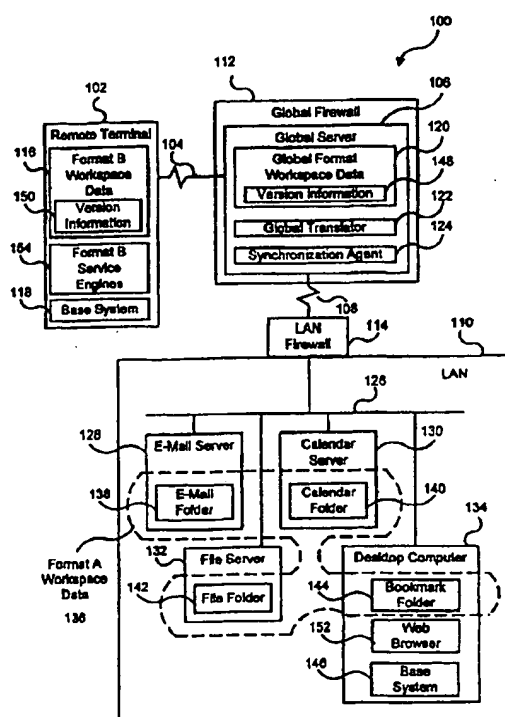 100
112
106
Global Firewall
102
Global Server
120
Remote Terminal
104
Global Format
Workspace Data
148
116
Format B
Workspace
Data
Version Information
150
Version
Information
122
Global Translator
124
Synchronization Agent
154
Format B
Service
Engines
118
Base System
108
LAN
Firewall
114
110
LAN
126
128
E-Mail Server
Calendar
Server
130
138
E-Mail
Folder
Calendar
Folder
140
134
132
File Server
Desktop Computer
Format A
Workspace
Data
136
142
File Folder
144
Bookmark
Folder
152
Web
Browser
146
Base
System